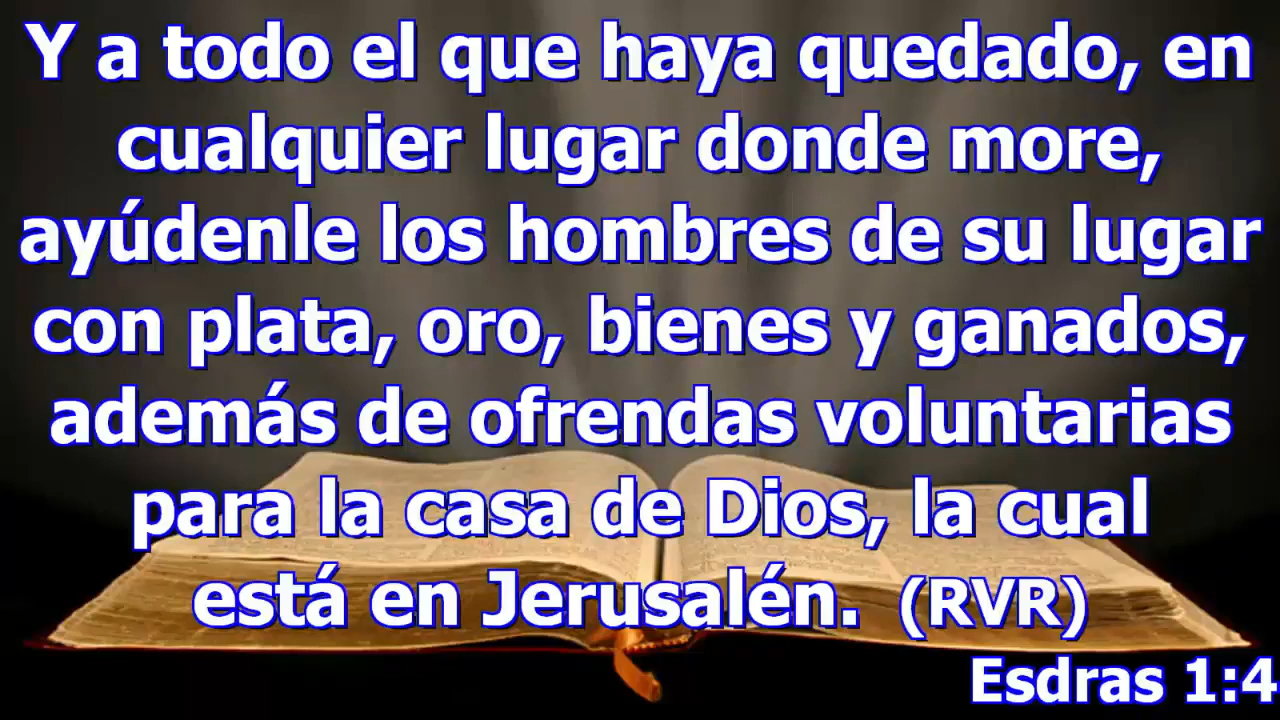 Y a todo el que haya quedado, en
cualquier lugar donde more,
ayúdenle los hombres de su lugar
con plata, oro, bienes y ganados,
además de ofrendas voluntarias
para la casa de Dios, la cual
está en Jerusalén. (RVR)
Esdras 1:4